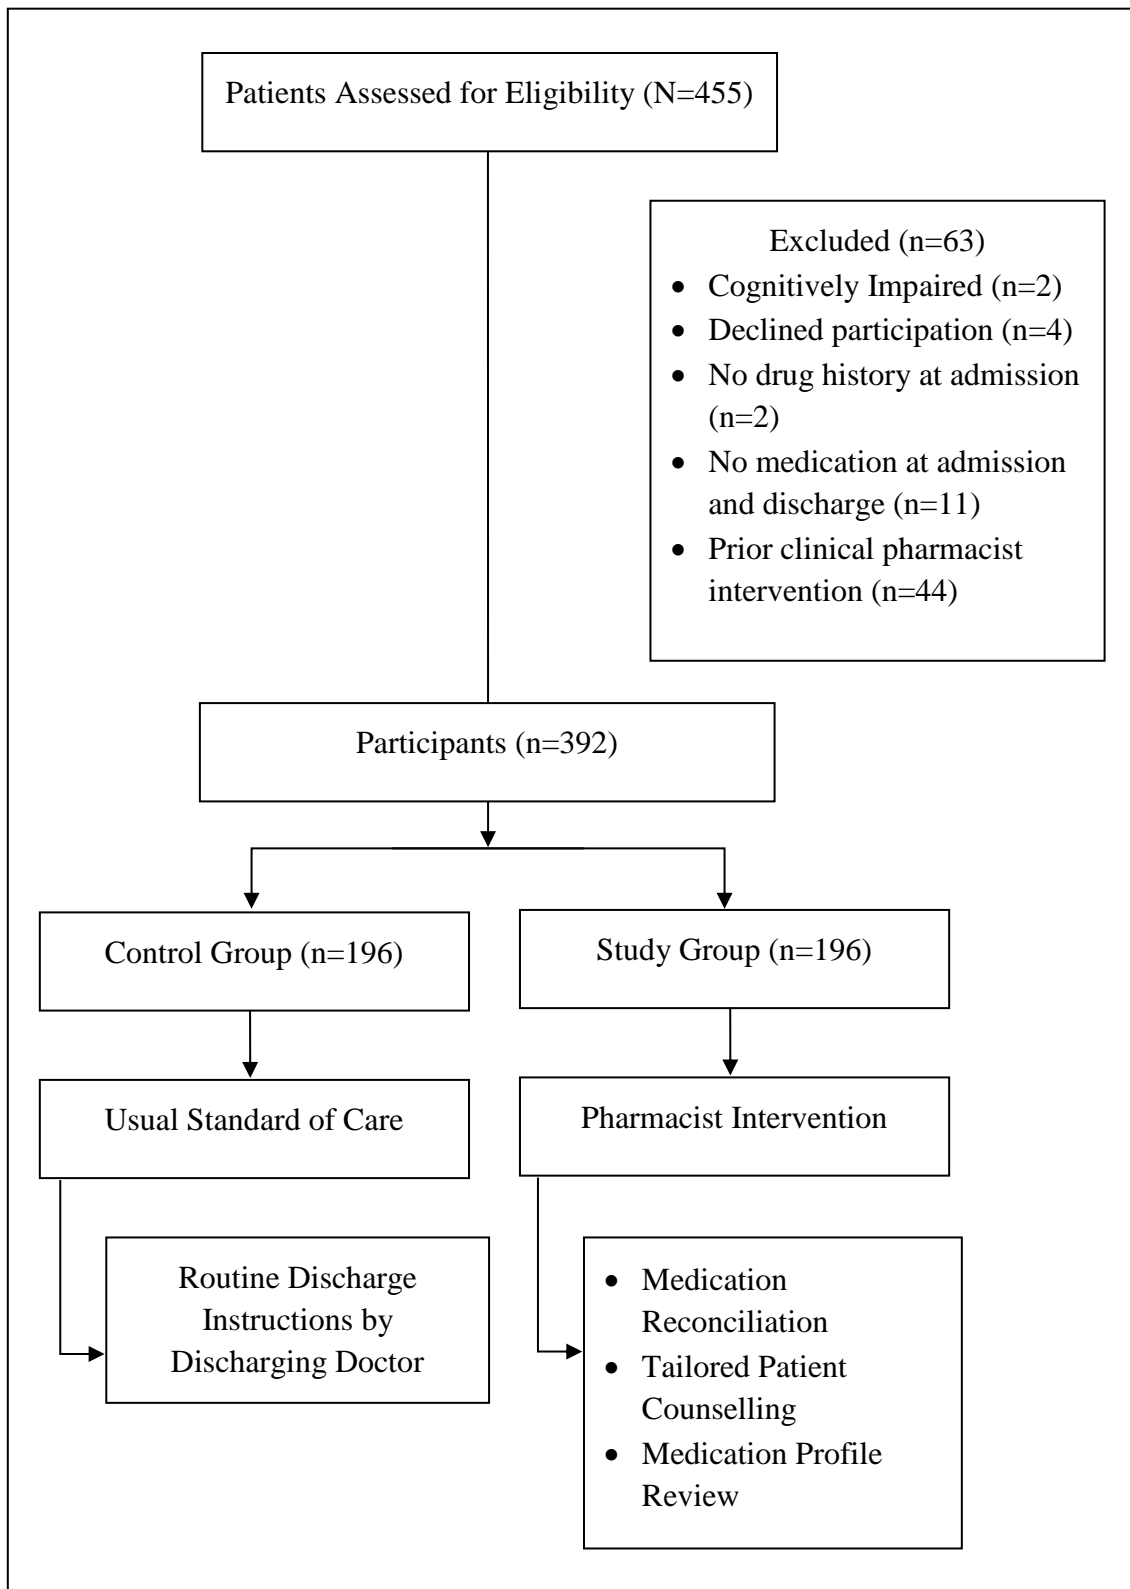 Patients Assessed for Eligibility (N=455)
Excluded (n=63)
• Cognitively Impaired (n=2)
• Declined participation (n=4)
• No drug history at admission
(n=2)
• No medication at admission
and discharge (n=11)
• Prior clinical pharmacist
intervention (n=44)
Participants (n=392)
Control Group (n=196)
Study Group (n=196)
Usual Standard of Care
Pharmacist Intervention
Routine Discharge
Instructions by
Discharging Doctor
• Medication
Reconciliation
• Tailored Patient
Counselling
• Medication Profile
Review